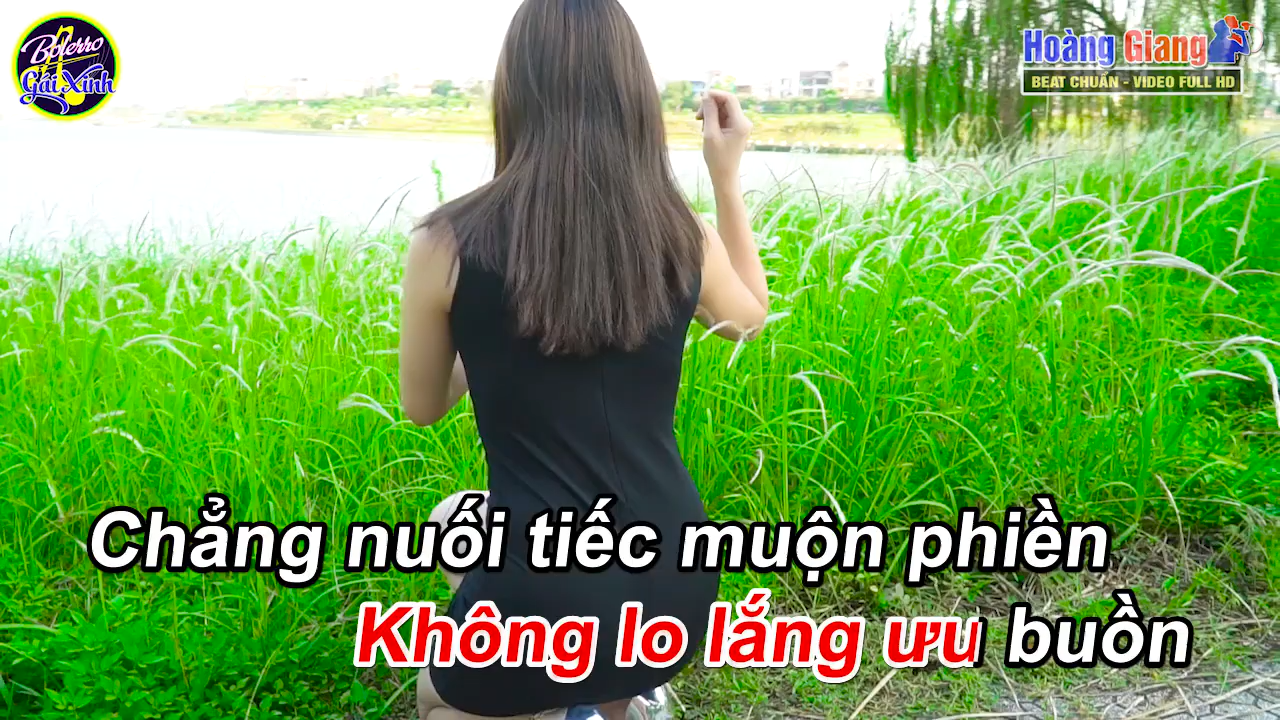 Bolerro
Gái Xinh
Hoàng Giang
BEAT CHUẨN - VIDEO FULL HD
Chẳng nuối tiếc muộn phiền
Không lo lắng ưu buồn